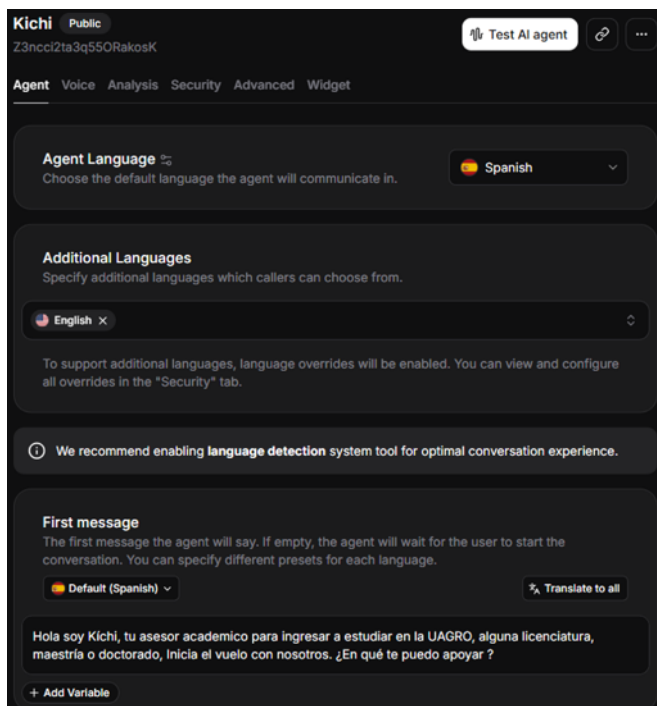 Kichi Public
Z3ncci2ta3q55ORakosK
Test AI agent
Agent Voice Analysis Security Advanced Widget
Agent Language
Choose the default language the agent will communicate in.
Spanish
Additional Languages
Specify additional languages which callers can choose from.
English ×
To support additional languages, language overrides will be enabled. You can view and configure
all overrides in the "Security" tab.
We recommend enabling language detection system tool for optimal conversation experience.
First message
The first message the agent will say. If empty, the agent will wait for the user to start the
conversation. You can specify different presets for each language.
Default (Spanish)
Translate to all
Hola soy Kíchi, tu asesor academico para ingresar a estudiar en la UAGRO, alguna licenciatura,
maestría o doctorado, Inicia el vuelo con nosotros. ¿En qué te puedo apoyar ?
+ Add Variable